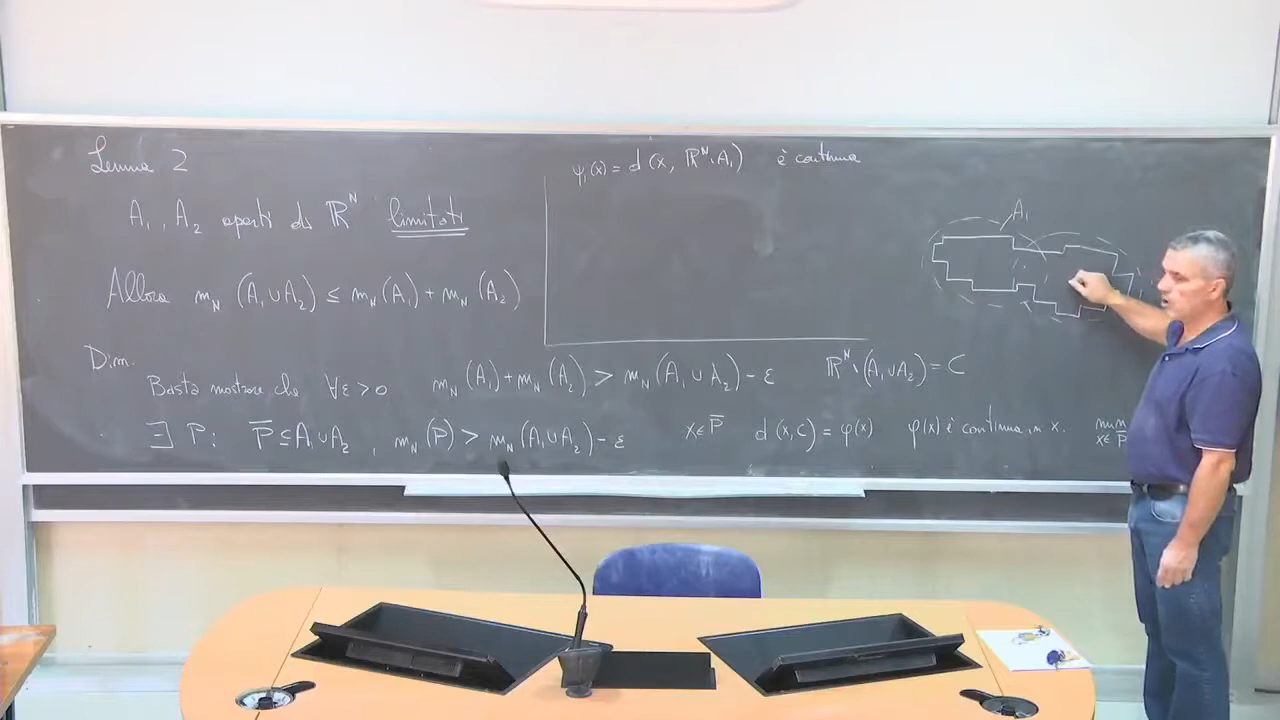 Lemma 2
A₁, A₂ aperti di ℝᴺ limitati
Allora m_N (A₁ ∪ A₂) ≤ m_N (A₁) + m_N (A₂)
Dim.
Basta mostrare che ∀ε > 0 m_N (A₁) + m_N (A₂) > m_N (A₁ ∪ A₂) - ε ℝᴺ \ (A₁ ∪ A₂) = C
∃ P : P̅ ⊆ A₁ ∪ A₂ , m_N (P) > m_N (A₁ ∪ A₂) - ε x ∈ P̅ d (x, C) = φ(x) φ(x) è continua in x. min x ∈ P̅
ψ₁(x) = d (x, ℝᴺ \ A₁) è continua
A₁